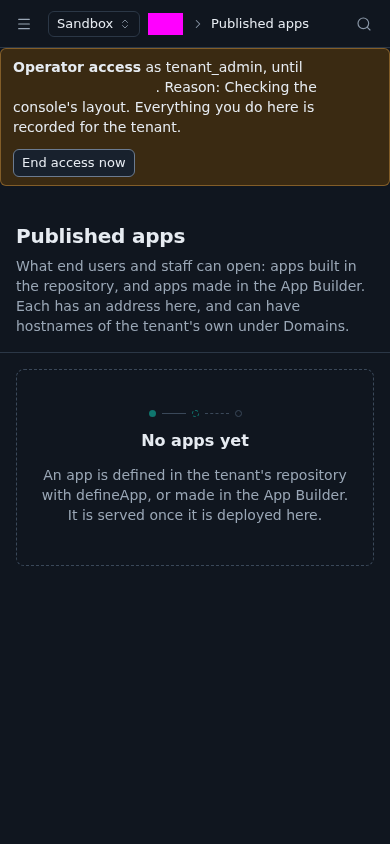 Sandbox
Published apps
Operator access as tenant_admin, until
. Reason: Checking the
console's layout. Everything you do here is
recorded for the tenant.
End access now
Published apps
What end users and staff can open: apps built in
the repository, and apps made in the App Builder.
Each has an address here, and can have
hostnames of the tenant's own under Domains.
No apps yet
An app is defined in the tenant's repository
with defineApp, or made in the App Builder.
It is served once it is deployed here.